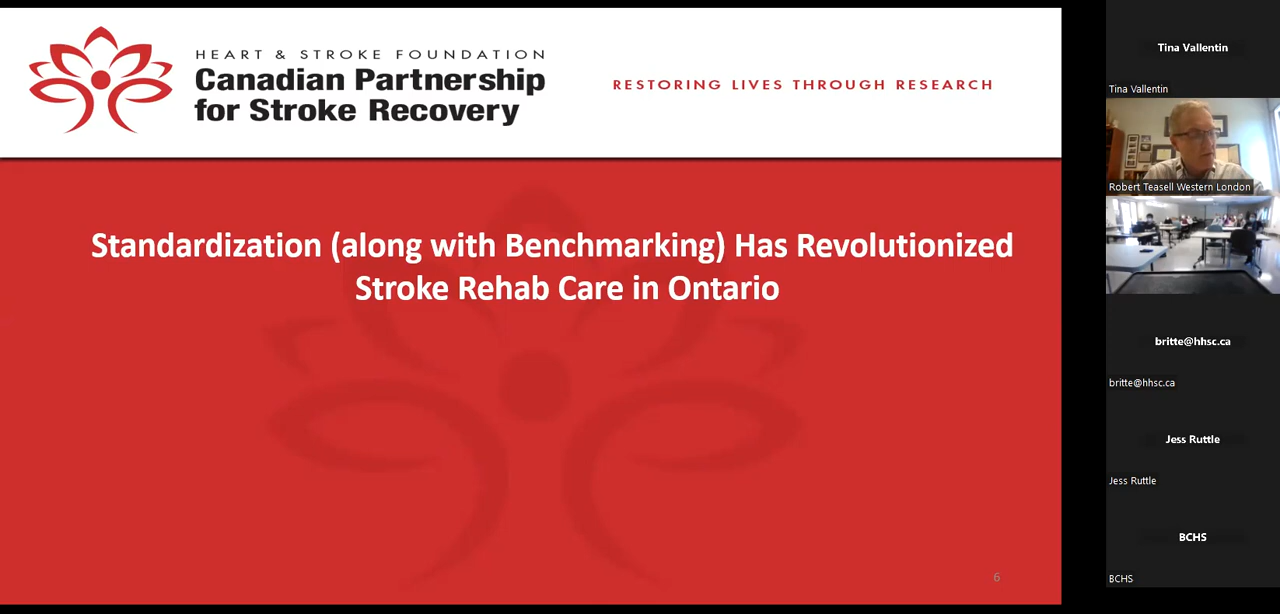 HEART & STROKE FOUNDATION
Canadian Partnership
for Stroke Recovery
RESTORING LIVES THROUGH RESEARCH
Standardization (along with Benchmarking) Has Revolutionized
Stroke Rehab Care in Ontario
6
Tina Vallentin
Tina Vallentin
Robert Teasell Western London
britte@hhsc.ca
britte@hhsc.ca
Jess Ruttle
Jess Ruttle
BCHS
BCHS